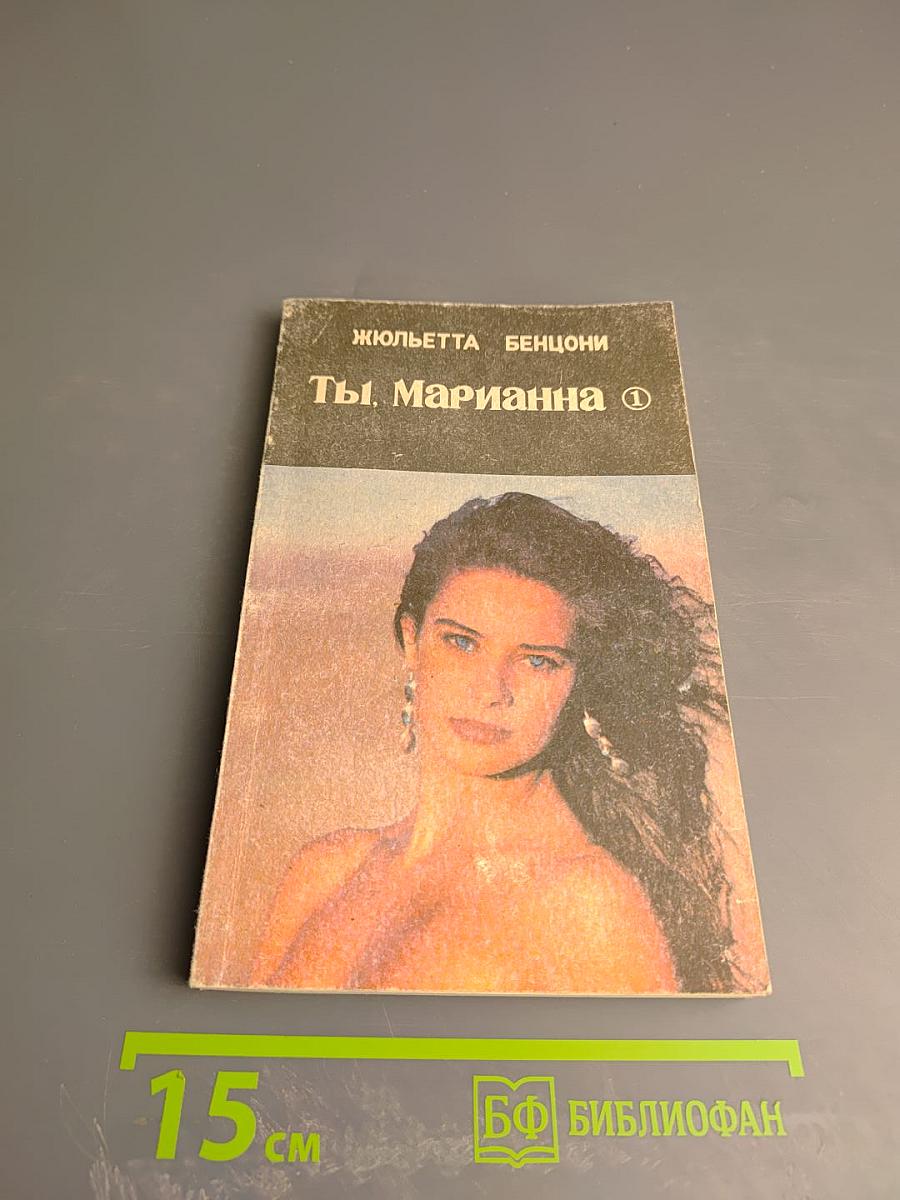 ЖЮЛЬЕТТА БЕНЦОНИ
Ты, Марианна ①
15 см
БФ БИБЛИОФАН